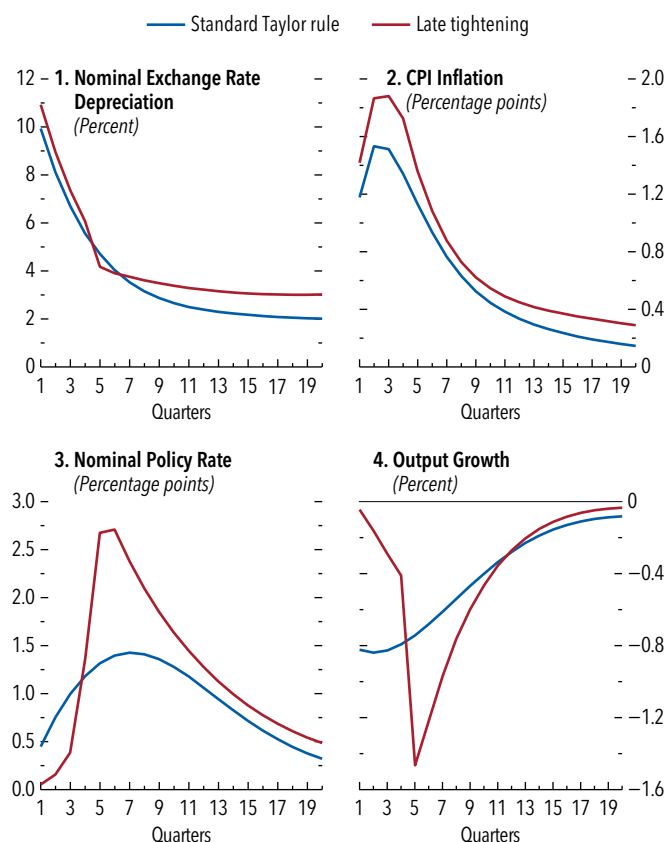 Standard Taylor rule Late tightening
1. Nominal Exchange Rate
Depreciation
(Percent)
12
10
8
6
4
2
0
1 3 5 7 9 11 13 15 17 19
Quarters
2. CPI Inflation
(Percentage points)
2.0
1.6
1.2
0.8
0.4
0
1 3 5 7 9 11 13 15 17 19
Quarters
3. Nominal Policy Rate
(Percentage points)
3.0
2.5
2.0
1.5
1.0
0.5
0.0
1 3 5 7 9 11 13 15 17 19
Quarters
4. Output Growth
(Percent)
0
−0.4
−0.8
−1.2
−1.6
1 3 5 7 9 11 13 15 17 19
Quarters